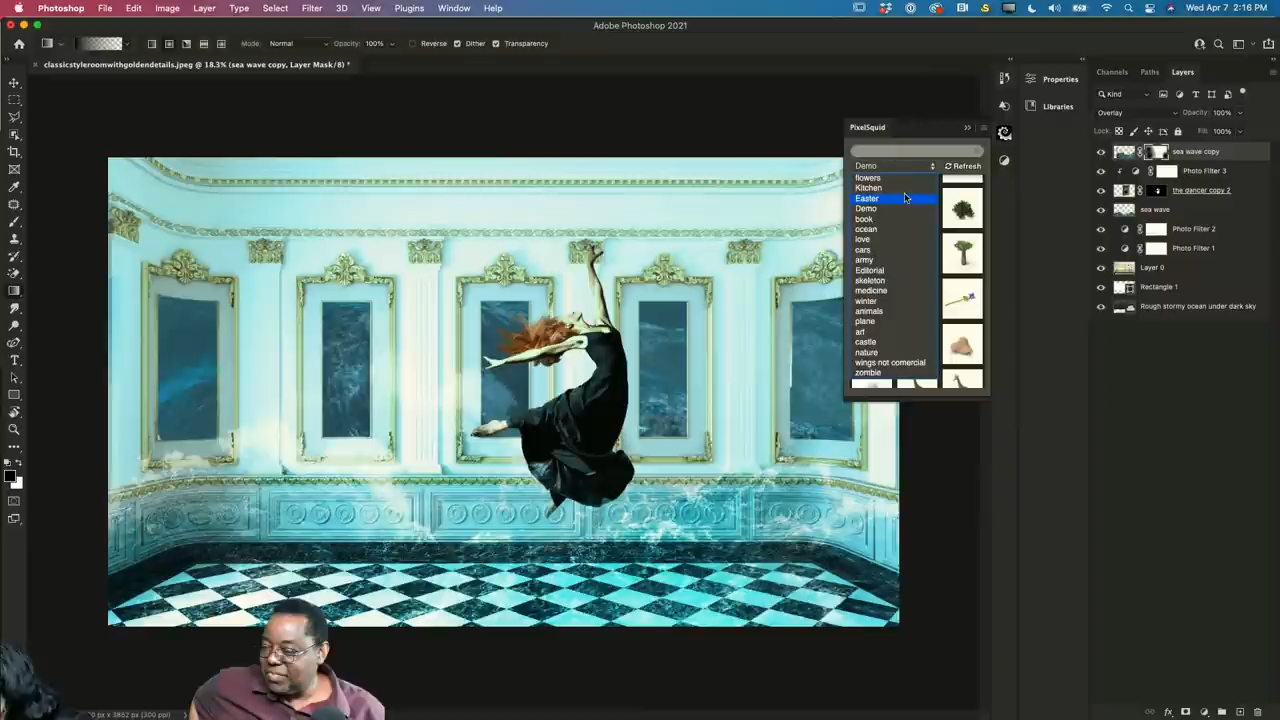 Photoshop File Edit Image Layer Type Select Filter 3D View Plugins Window Help
Wed Apr 7 2:16 PM
Adobe Photoshop 2021
Mode: Normal Opacity: 100% Reverse Dither Transparency
classicstyleroomwithgoldendetails.jpeg @ 18.3% (sea wave copy, Layer Mask/8) *
Properties
Libraries
Channels Paths Layers
Kind
Overlay Opacity: 100%
Lock: Fill: 100%
sea wave copy
Photo Filter 3
the dancer copy 2
sea wave
Photo Filter 2
Photo Filter 1
Layer 0
Rectangle 1
Rough stormy ocean under dark sky
PixelSquid
Demo Refresh
flowers
Kitchen
Easter
Demo
book
ocean
love
cars
army
Editorial
skeleton
medicine
winter
animals
plane
art
castle
nature
wings not comercial
zombie
px x 3862 px (300 ppi)